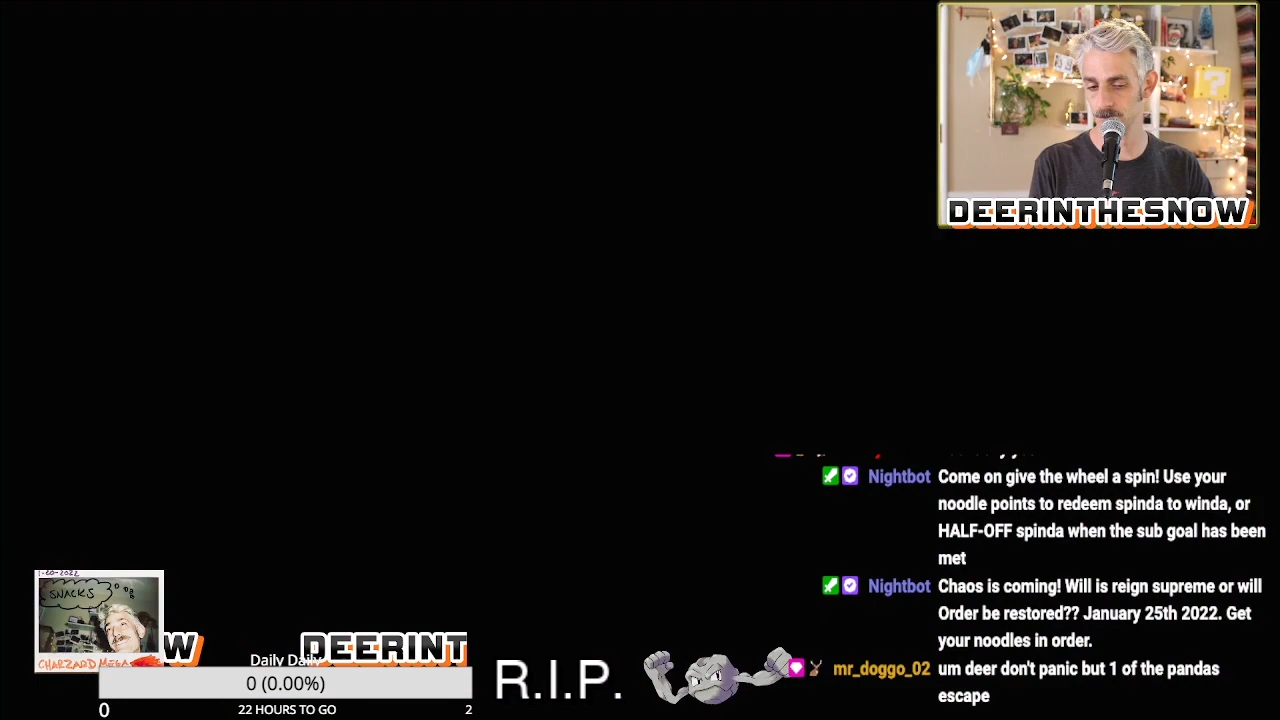 DEERINTHESNOW
Nightbot Come on give the wheel a spin! Use your
noodle points to redeem spinda to winda, or
HALF-OFF spinda when the sub goal has been
met
Nightbot Chaos is coming! Will is reign supreme or will
Order be restored?? January 25th 2022. Get
your noodles in order.
mr_doggo_02 um deer don't panic but 1 of the pandas
escape
SNACKS
CHARZARD MEGA
W DEERINT
Daily Daily
0 (0.00%)
0 22 HOURS TO GO 2
R.I.P.